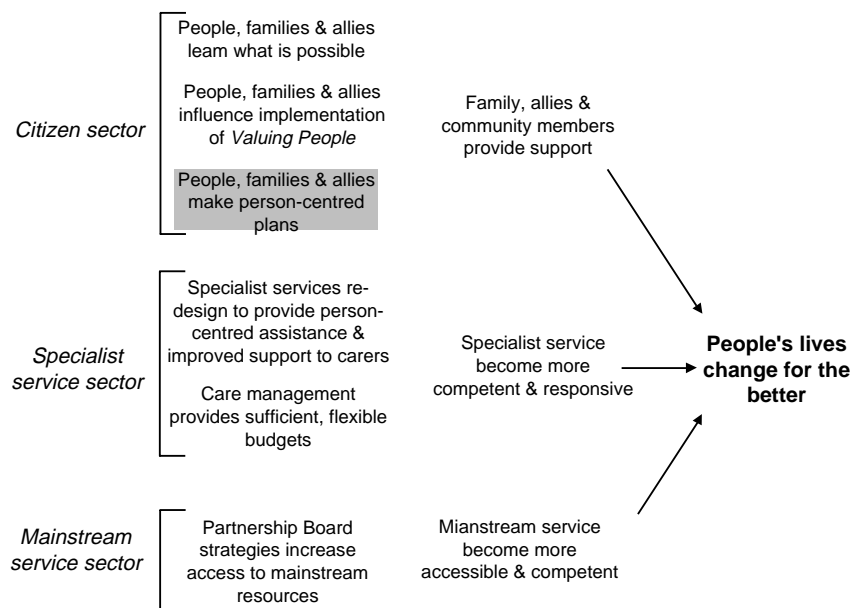 People, families & allies
leam what is possible
People, families & allies
influence implementation
of Valuing People
People, families & allies
make person-centred
plans
Citizen sector
Family, allies &
community members
provide support
Specialist services re-
design to provide person-
centred assistance &
improved support to carers
Care management
provides sufficient, flexible
budgets
Specialist
service sector
Specialist service
become more
competent & responsive
People's lives
change for the
better
Mainstream
service sector
Partnership Board
strategies increase
access to mainstream
resources
Mianstream service
become more
accessible & competent